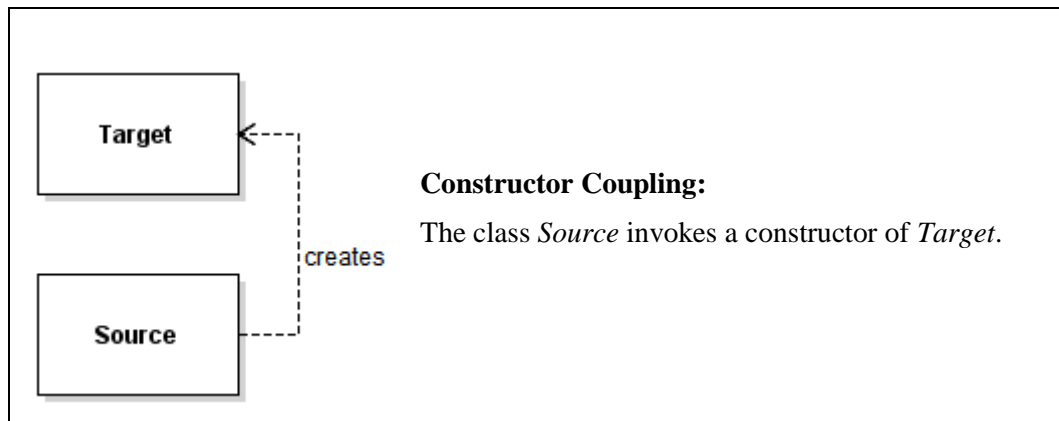 Target
Constructor Coupling:
The class Source invokes a constructor of Target.
creates
Source